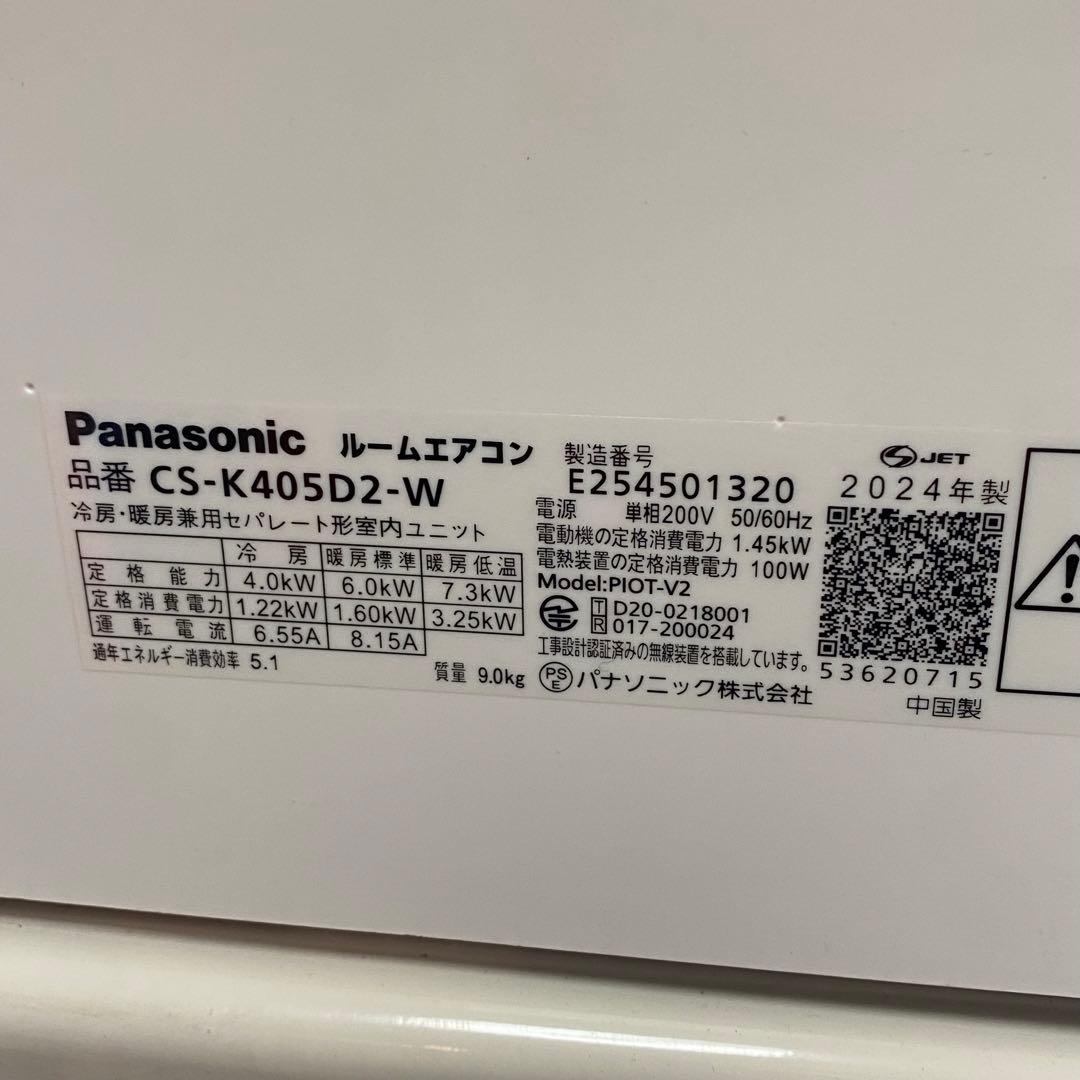 Panasonic ルームエアコン
品番 CS-K405D2-W
冷房・暖房兼用セパレート形室内ユニット
冷房 暖房標準 暖房低温
定格能力 4.0kW 6.0kW 7.3kW
定格消費電力 1.22kW 1.60kW 3.25kW
運転電流 6.55A 8.15A
通年エネルギー消費効率 5.1
質量 9.0kg
製造番号
E254501320
電源 単相200V 50/60Hz
電動機の定格消費電力 1.45kW
電熱装置の定格消費電力 100W
Model:PIOT-V2
T D20-0218001
R 017-200024
工事設計認証済みの無線装置を搭載しています。
PSE パナソニック株式会社
JET
2024年製
53620715
中国製